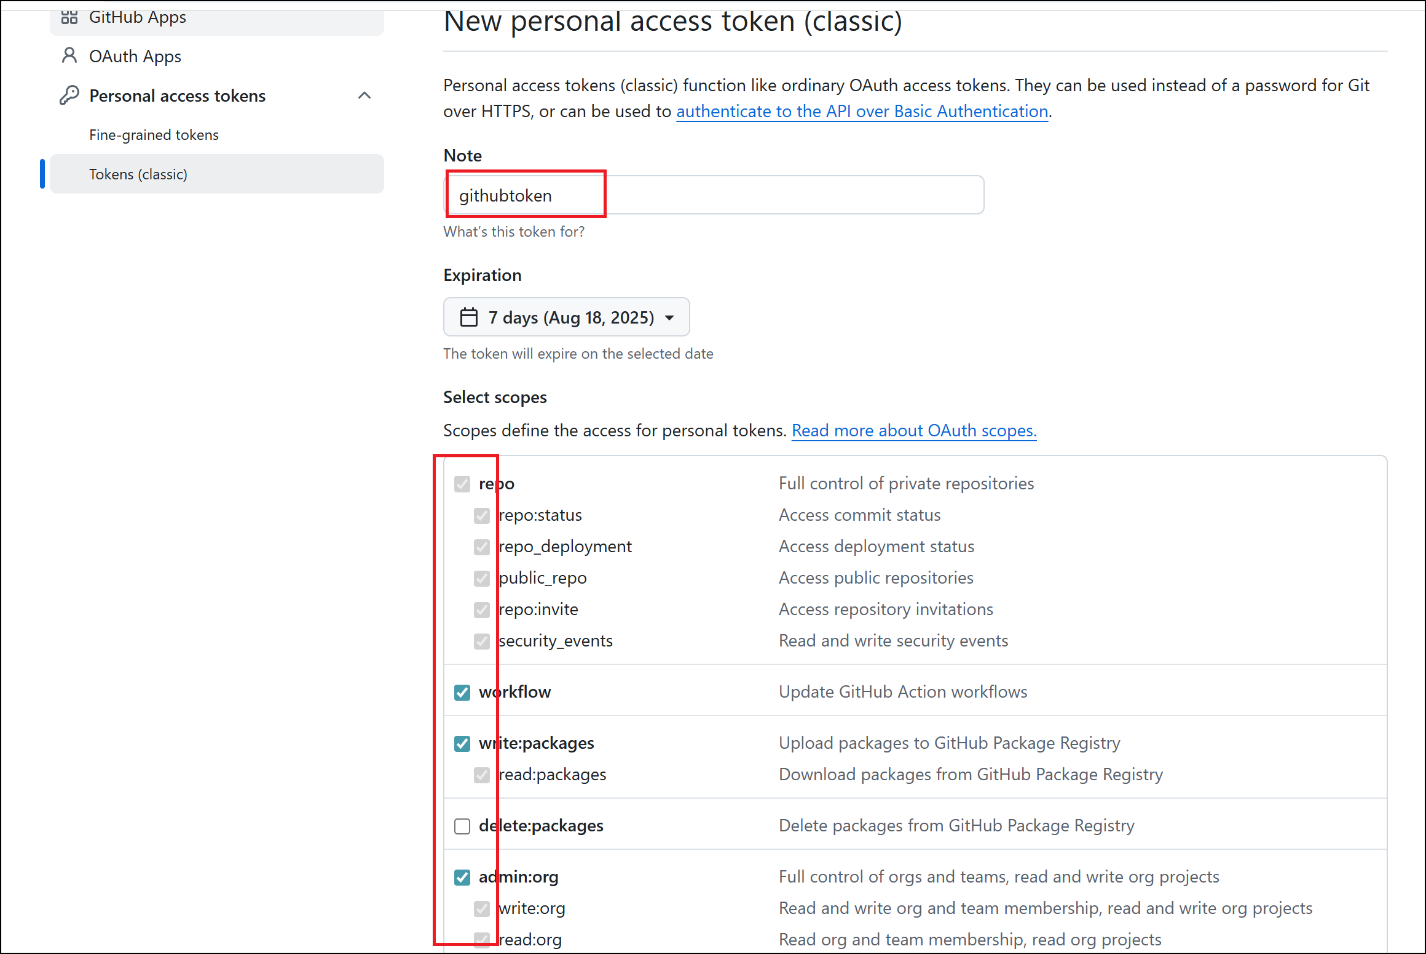 GitHub Apps
OAuth Apps
Personal access tokens
Fine-grained tokens
Tokens (classic)
New personal access token (classic)
Personal access tokens (classic) function like ordinary OAuth access tokens. They can be used instead of a password for Git
over HTTPS, or can be used to authenticate to the API over Basic Authentication.
Note
githubtoken
What's this token for?
Expiration
7 days (Aug 18, 2025)
The token will expire on the selected date
Select scopes
Scopes define the access for personal tokens. Read more about OAuth scopes.
repo Full control of private repositories
repo:status Access commit status
repo_deployment Access deployment status
public_repo Access public repositories
repo:invite Access repository invitations
security_events Read and write security events
workflow Update GitHub Action workflows
write:packages Upload packages to GitHub Package Registry
read:packages Download packages from GitHub Package Registry
delete:packages Delete packages from GitHub Package Registry
admin:org Full control of orgs and teams, read and write org projects
write:org Read and write org and team membership, read and write org projects
read:org Read org and team membership, read org projects